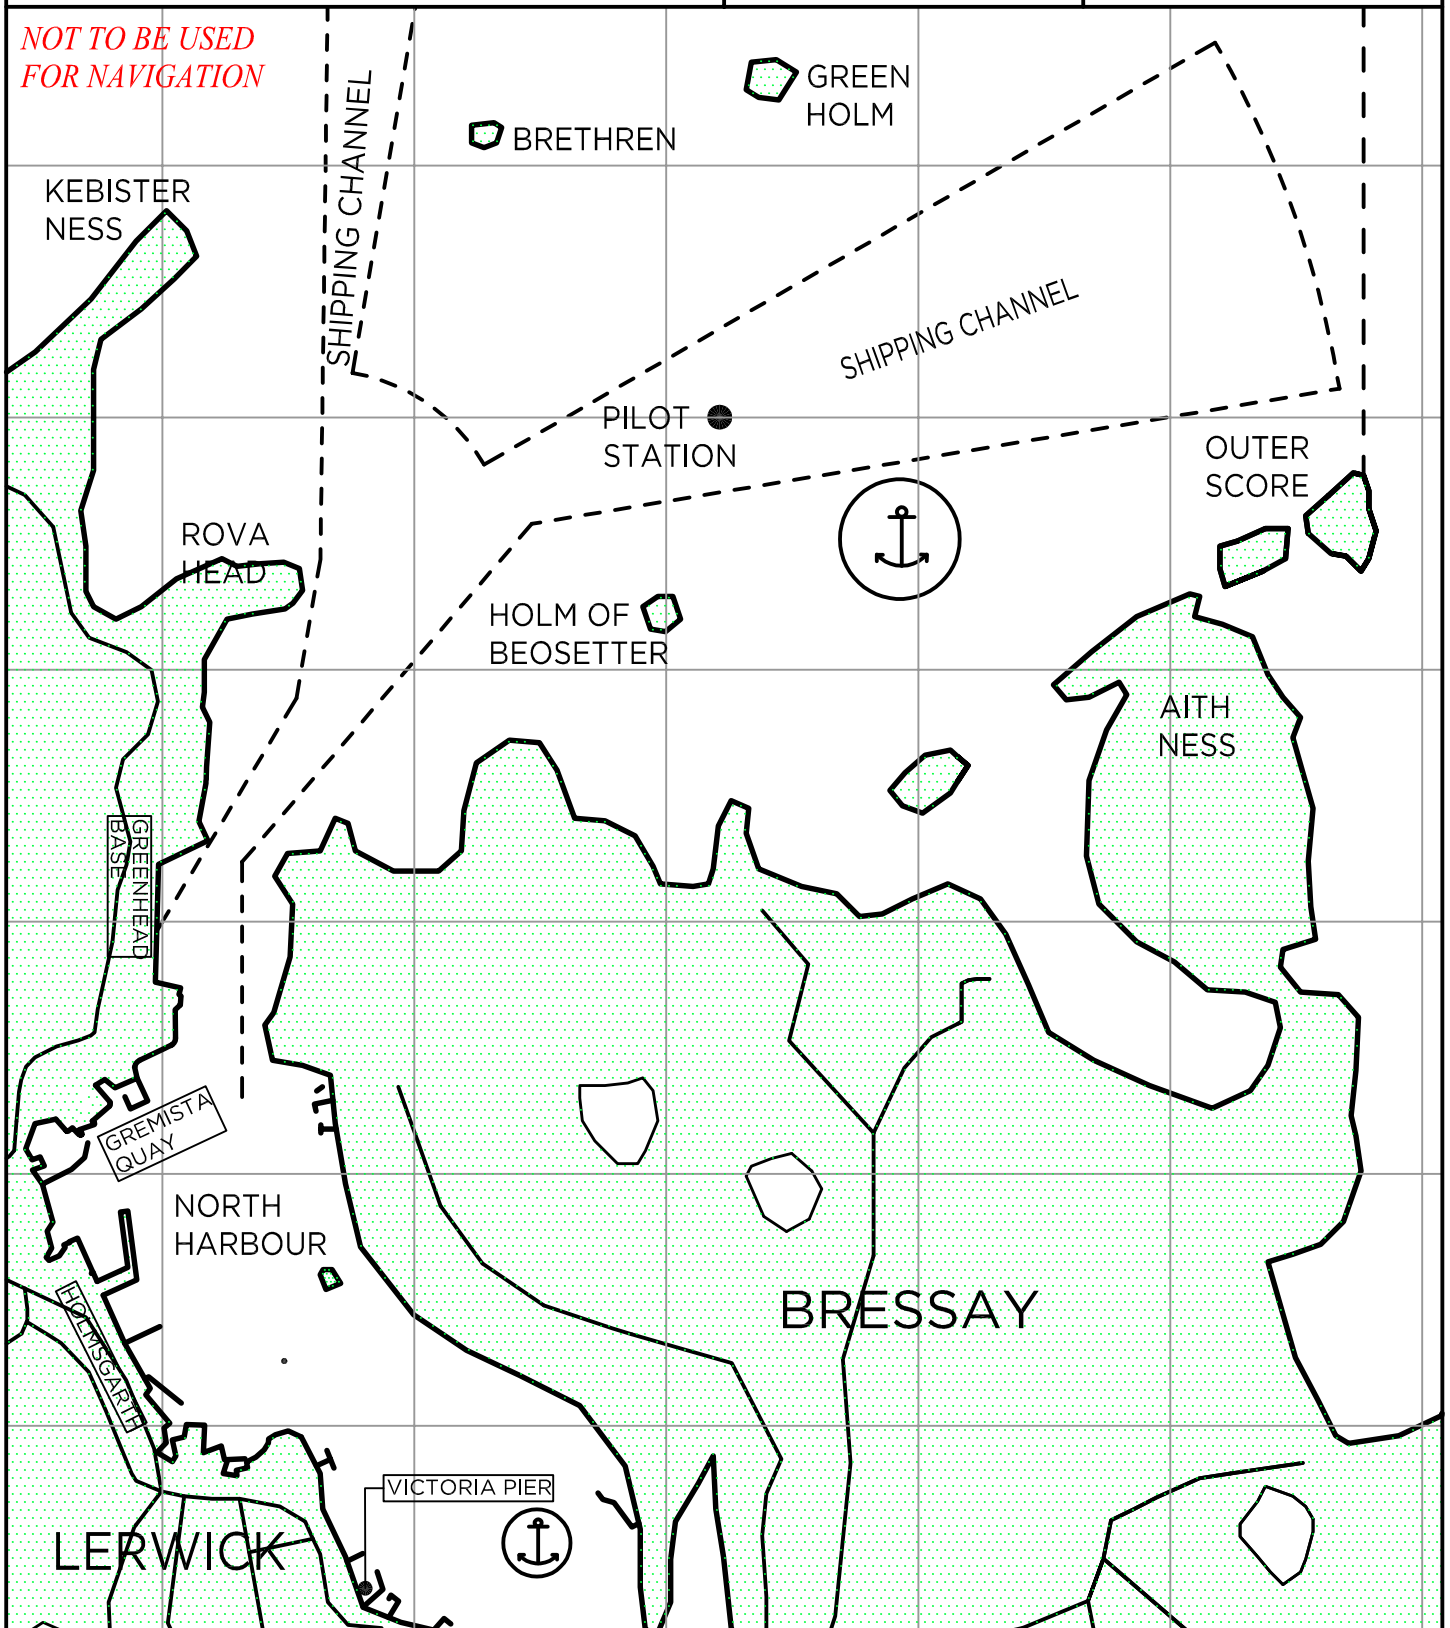 NOT TO BE USED
FOR NAVIGATION
SHIPPING CHANNEL
GREEN
HOLM
BRETHREN
KEBISTER
NESS
SHIPPING CHANNEL
PILOT
STATION
OUTER
SCORE
ROVA
HEAD
HOLM OF
BEOSETTER
AITH
NESS
GREENHEAD
BASE
GREMISTA
QUAY
NORTH
HARBOUR
HOLMSGARTH
BRESSAY
VICTORIA PIER
LERWICK